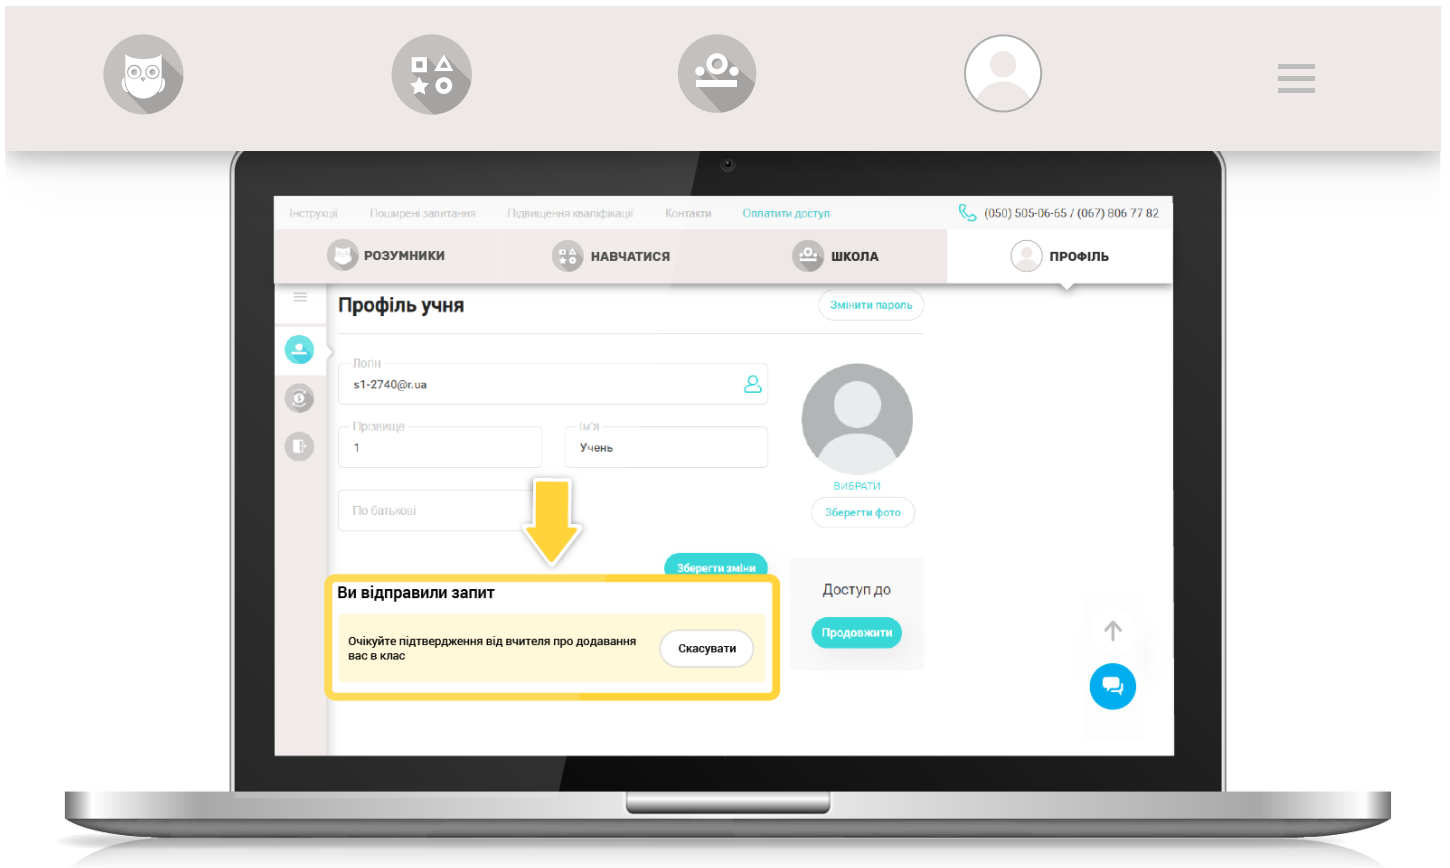 Інструкції Поширені запитання Підвищення кваліфікації Контакти Оплатити доступ (050) 505-06-65 / (067) 806 77 82
РОЗУМНИКИ НАВЧАТИСЯ ШКОЛА ПРОФІЛЬ
Профіль учня Змінити пароль
Логін
s1-2740@r.ua
Прізвище Ім'я
1 Учень
ВИБРАТИ
По батькові Зберегти фото
Зберегти зміни
Ви відправили запит Доступ до
Очікуйте підтвердження від вчителя про додавання
вас в клас
Скасувати Продовжити